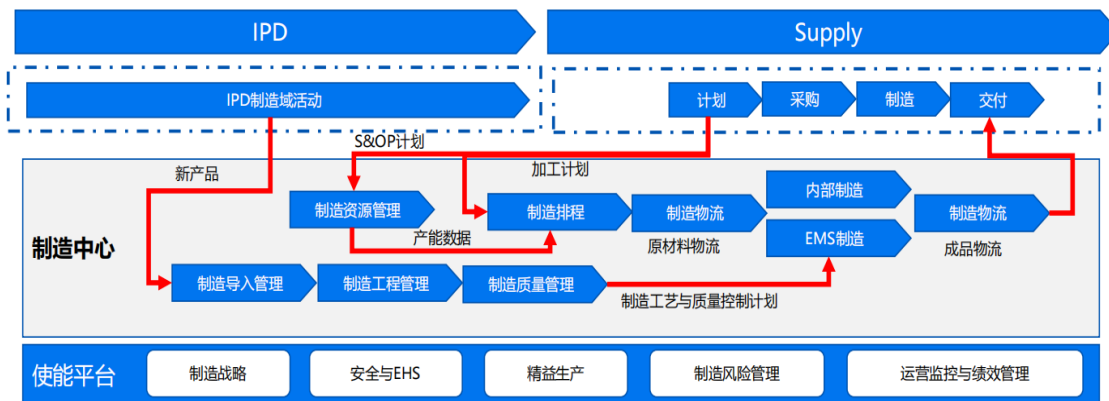 IPD
Supply
IPD制造域活动
计划
采购
制造
交付
S&OP计划
新产品
加工计划
内部制造
制造资源管理
制造排程
制造物流
制造物流
产能数据
原材料物流
EMS制造
成品物流
制造中心
制造导入管理
制造工程管理
制造质量管理
制造工艺与质量控制计划
使能平台
制造战略
安全与EHS
精益生产
制造风险管理
运营监控与绩效管理